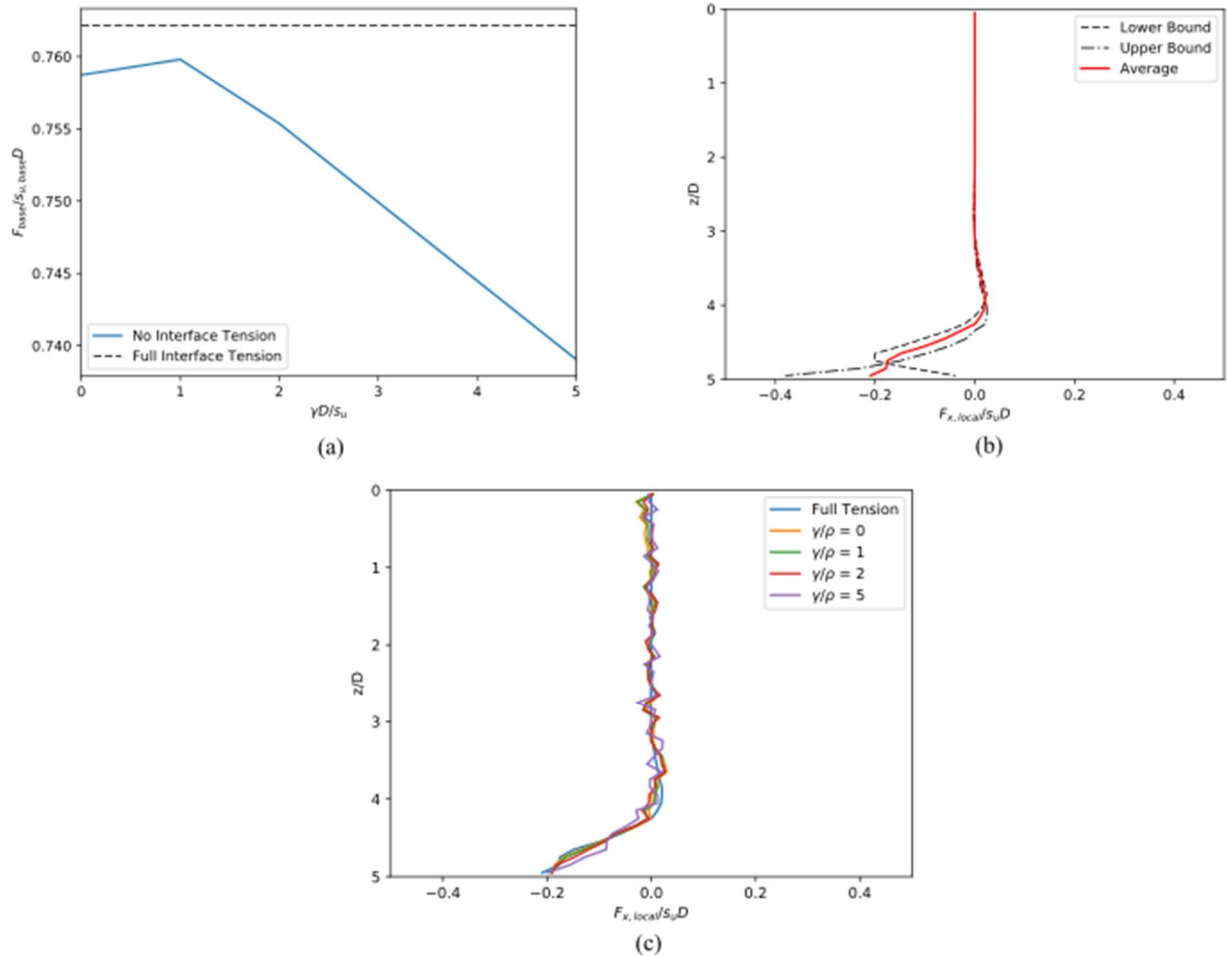 0.760
0.755
0.750
0.745
0.740
F_base/s_u,base D
No Interface Tension
Full Interface Tension
0 1 2 3 4 5
γD/s_u
(a)
0
1
2
3
4
5
z/D
Lower Bound
Upper Bound
Average
−0.4 −0.2 0.0 0.2 0.4
F_x,local/s_uD
(b)
0
1
2
3
4
5
z/D
Full Tension
γ/ρ = 0
γ/ρ = 1
γ/ρ = 2
γ/ρ = 5
−0.4 −0.2 0.0 0.2 0.4
F_x,local/s_uD
(c)